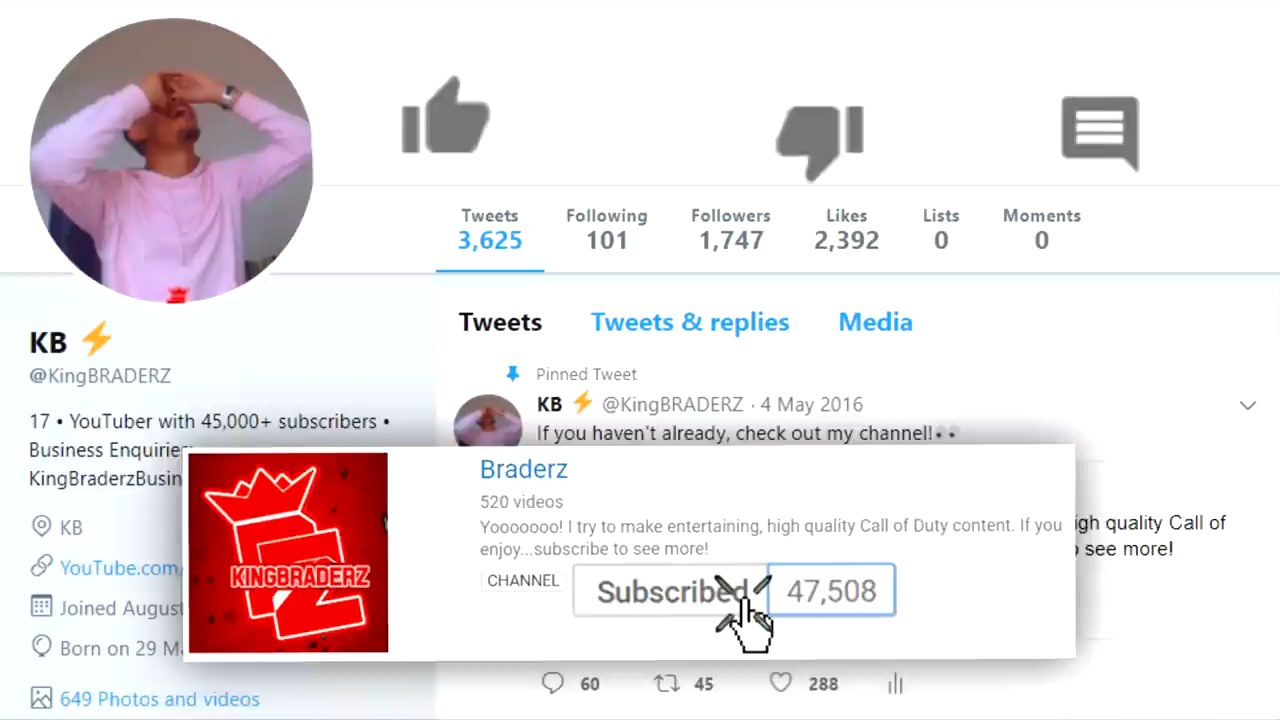 Tweets Following Followers Likes Lists Moments
3,625 101 1,747 2,392 0 0
KB
@KingBRADERZ
17 • YouTuber with 45,000+ subscribers •
Business Enquirie
KingBraderzBusin
KB
YouTube.com/
Joined August
Born on 29 M
649 Photos and videos
Tweets Tweets & replies Media
Pinned Tweet
KB @KingBRADERZ · 4 May 2016
If you haven't already, check out my channel!
igh quality Call of
see more!
KINGBRADERZ
Braderz
520 videos
Yooooooo! I try to make entertaining, high quality Call of Duty content. If you
enjoy...subscribe to see more!
CHANNEL
Subscribed 47,508
60 45 288